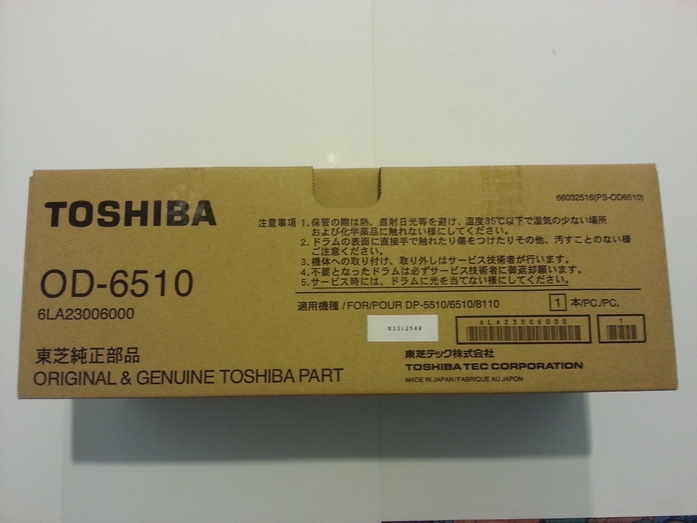 66032516(PS-OD6510)
TOSHIBA
注意事項 1.保管の際は熱、直射日光等を避け、温度35℃以下で湿気の少ない場所
および化学薬品に触れない様にしてください。
2.ドラムの表面に直接手で触れたり傷をつけたりその他、汚すことのない様
ご注意ください。
3.機体への取り付け、取り外しはサービス技術者が行います。
4.不要となったドラムは必ずサービス技術者に御返却願います。
5.サービス時には、ドラムに光を当てない様にしてください。
OD-6510
6LA23006000
適用機種/FOR/POUR DP-5510/6510/8110
1 本/PC./PC.
6LA23006000
1
東芝純正部品
ORIGINAL & GENUINE TOSHIBA PART
東芝テック株式会社
TOSHIBA TEC CORPORATION
MADE IN JAPAN/FABRIQUE AU JAPON